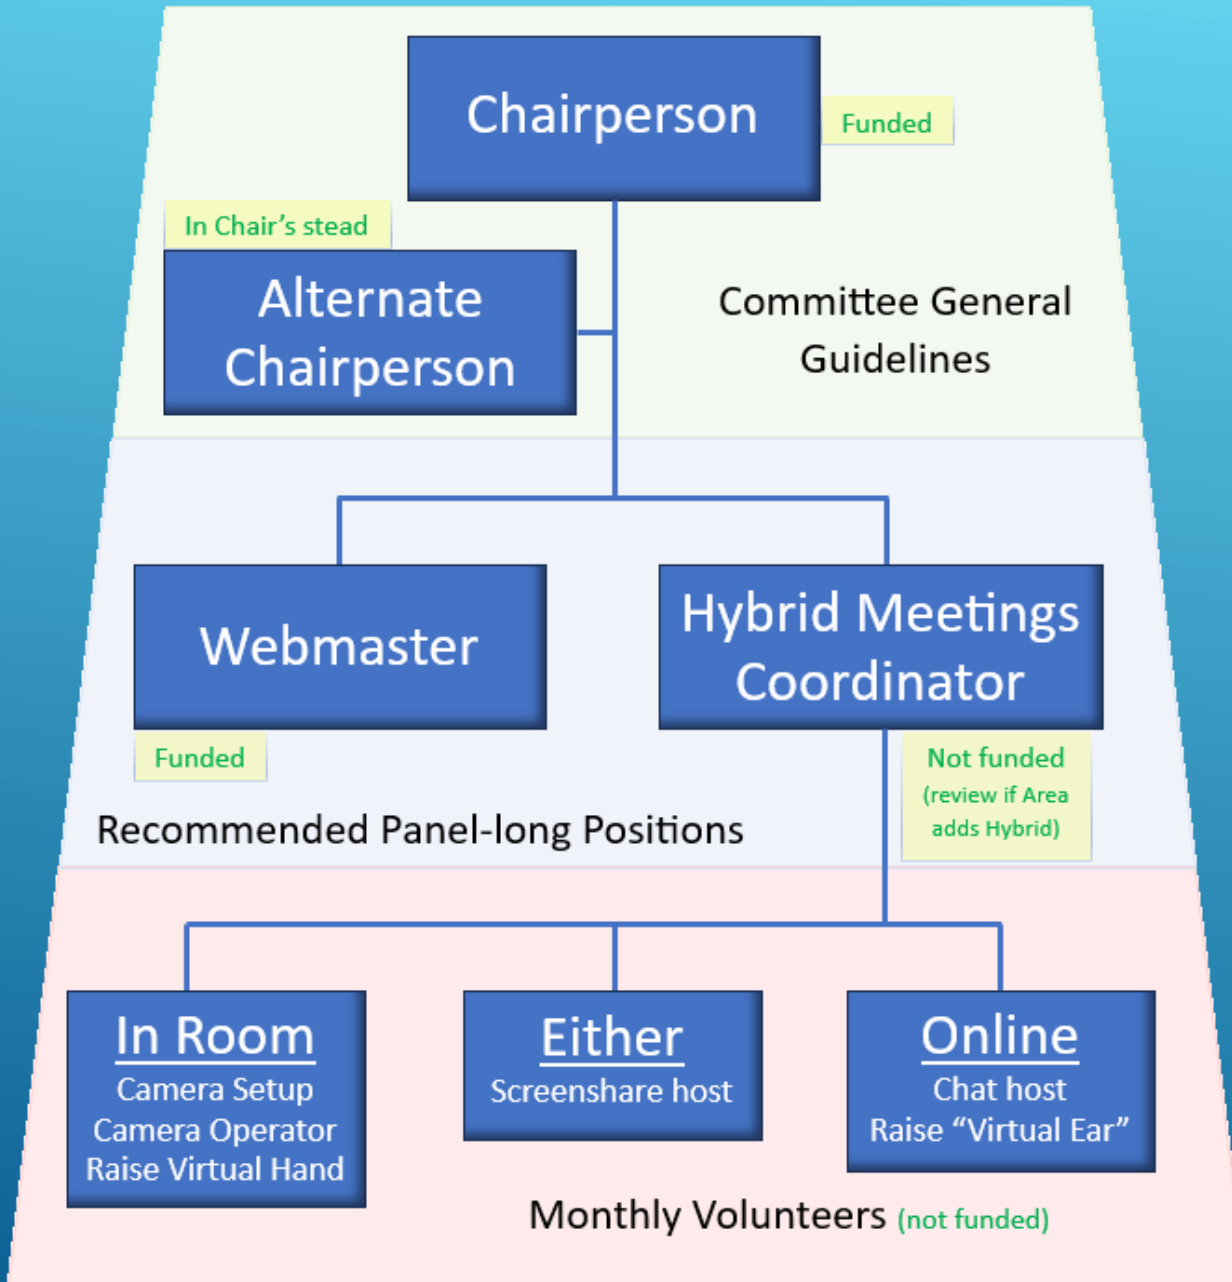 Chairperson
Funded
In Chair’s stead
Alternate
Chairperson
Committee General
Guidelines
Webmaster
Funded
Hybrid Meetings
Coordinator
Not funded
(review if Area
adds Hybrid)
Recommended Panel-long Positions
In Room
Camera Setup
Camera Operator
Raise Virtual Hand
Either
Screenshare host
Online
Chat host
Raise “Virtual Ear”
Monthly Volunteers (not funded)